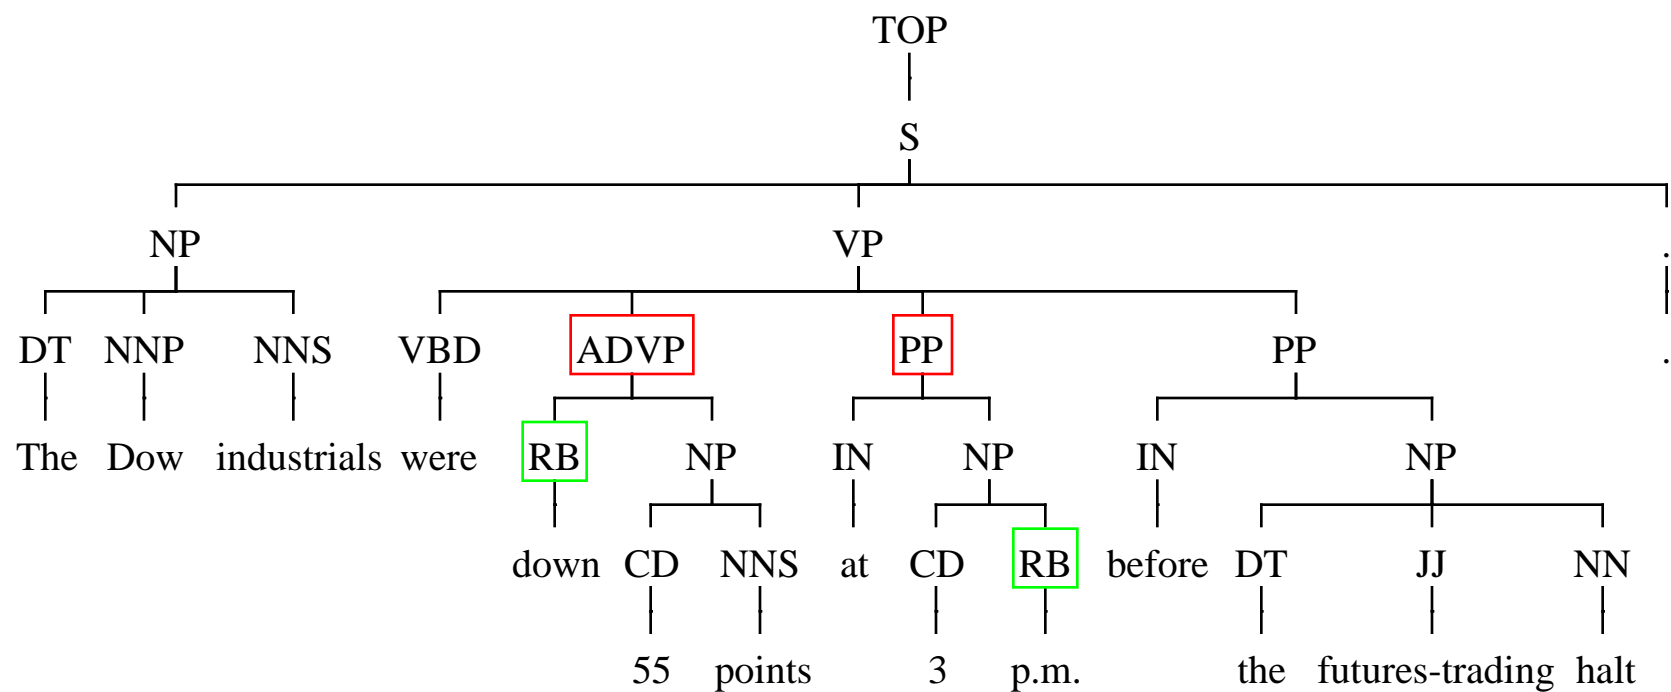 TOP
S
NP VP .
DT NNP NNS VBD ADVP PP PP .
The Dow industrials were RB NP IN NP IN NP
down CD NNS at CD RB before DT JJ NN
55 points 3 p.m. the futures-trading halt